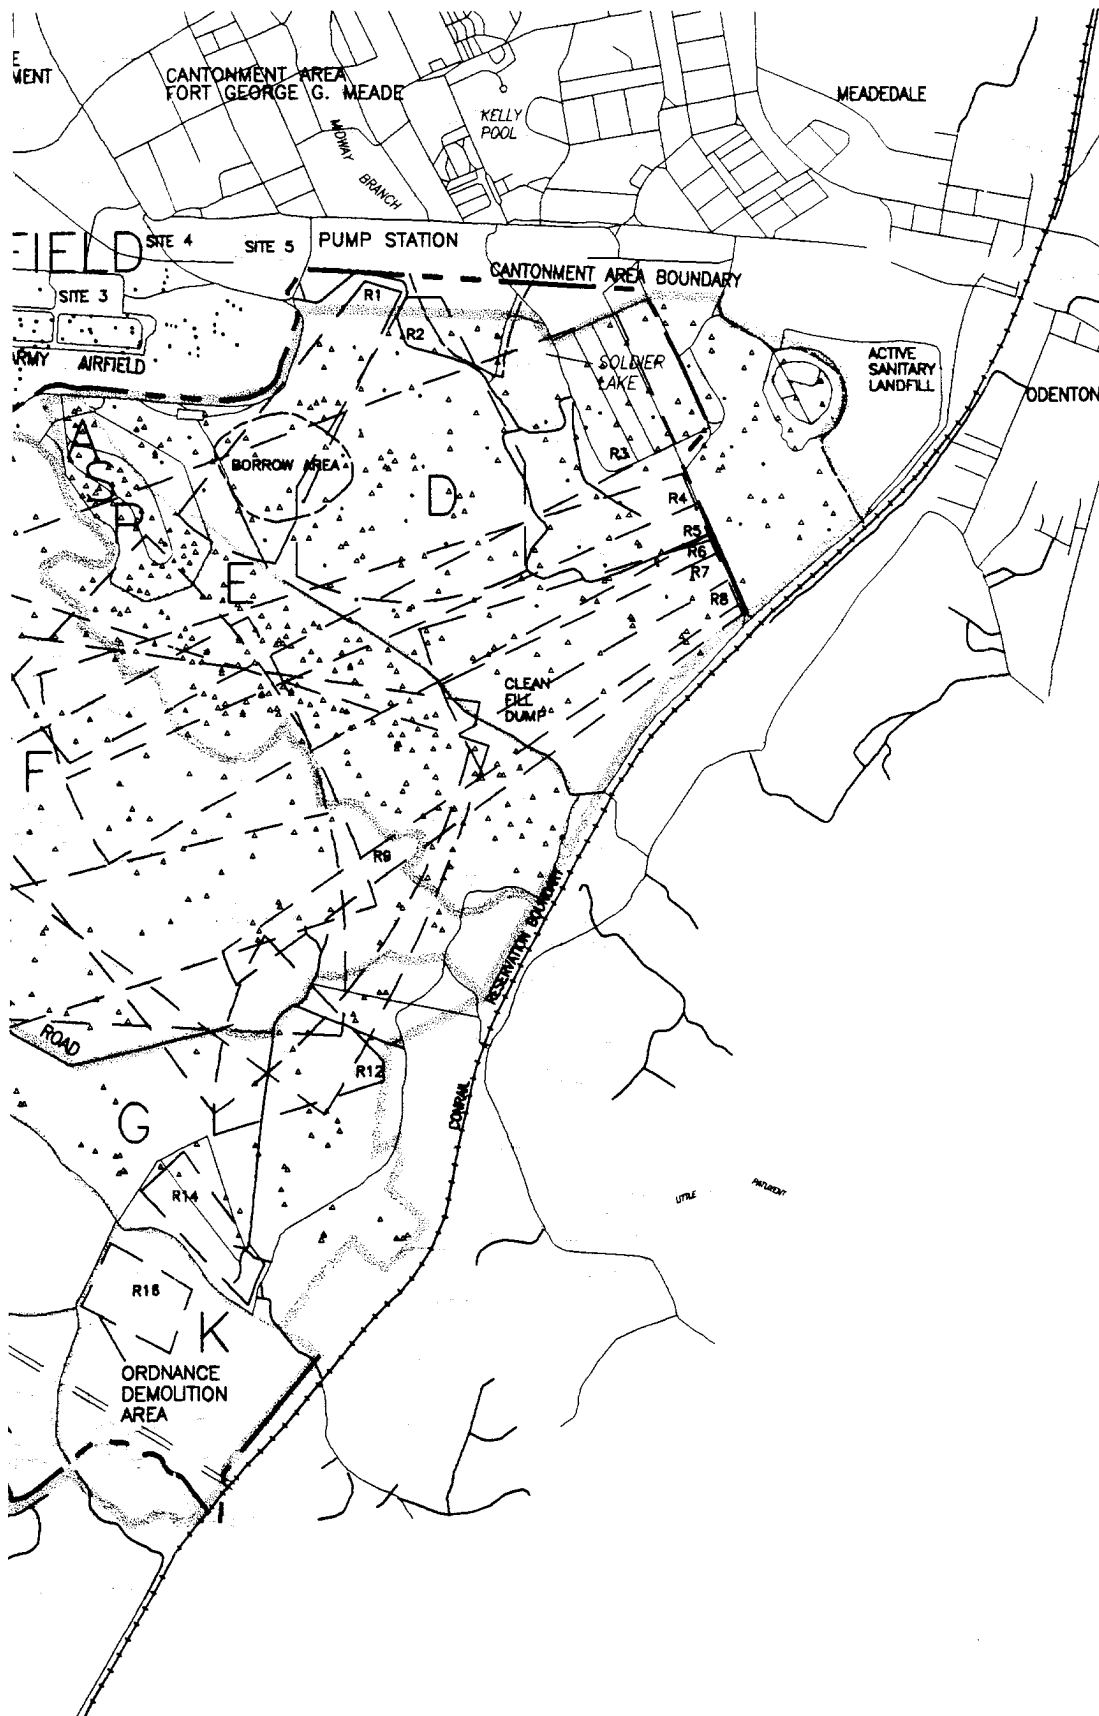 E
MENT
CANTONMENT AREA
FORT GEORGE G. MEADE
MEADEDALE
KELLY
POOL
MIDWAY
BRANCH
FIELD
SITE 4
SITE 5
PUMP STATION
CANTONMENT AREA BOUNDARY
SITE 3
R1
R2
ARMY
AIRFIELD
SOLDIER
LAKE
ACTIVE
SANITARY
LANDFILL
ODENTON
A
S
P
BORROW AREA
D
R3
R4
R5
R6
R7
R8
E
CLEAN
FILL
DUMP
F
R9
RESERVATION BOUNDARY
ROAD
R12
CONRAIL
G
R14
LITTLE
PATUXENT
R16
K
ORDNANCE
DEMOLITION
AREA